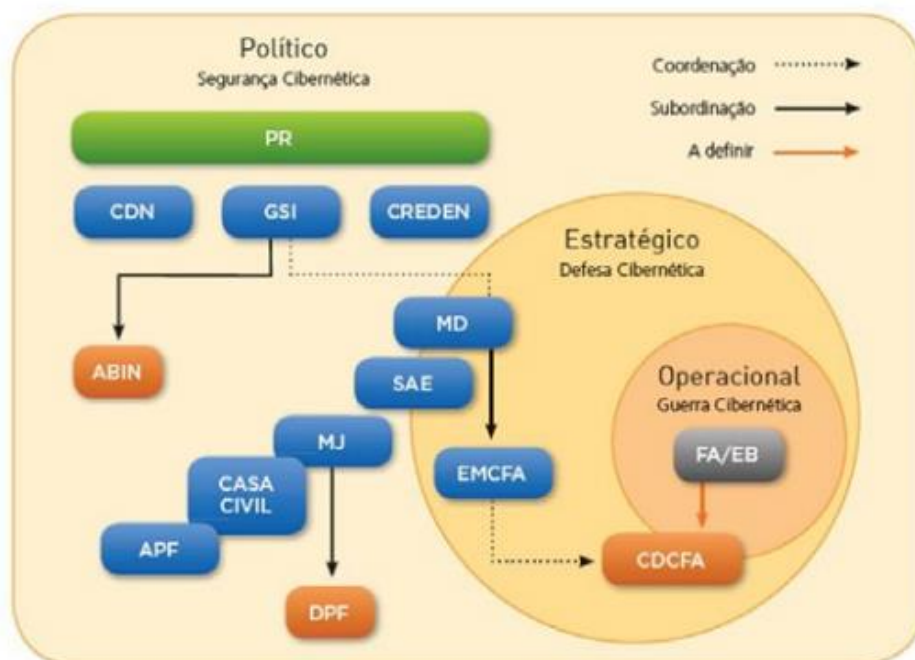 Político
Segurança Cibernética
Coordenação
Subordinação
A definir
PR
CDN
GSI
CREDEN
Estratégico
Defesa Cibernética
MD
ABIN
SAE
Operacional
Guerra Cibernética
MJ
FA/EB
CASA
CIVIL
EMCFA
APF
CDCFA
DPF